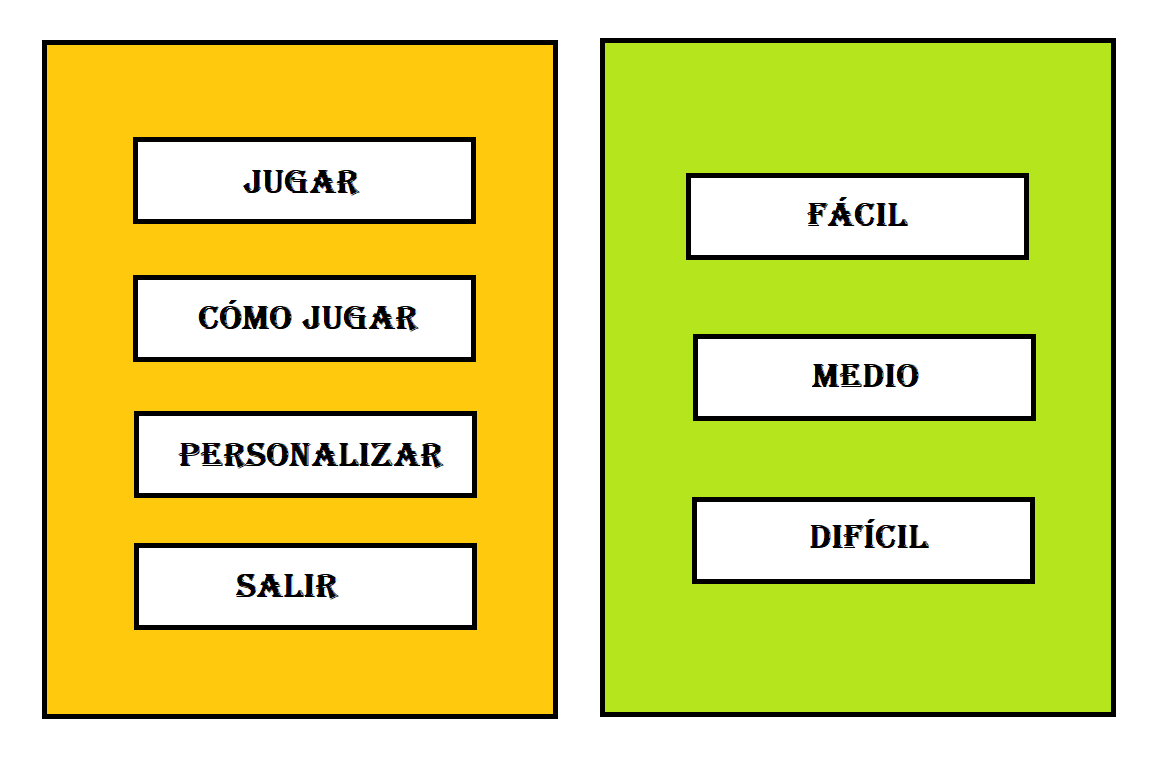 JUGAR
CÓMO JUGAR
PERSONALIZAR
SALIR
FÁCIL
MEDIO
DIFÍCIL